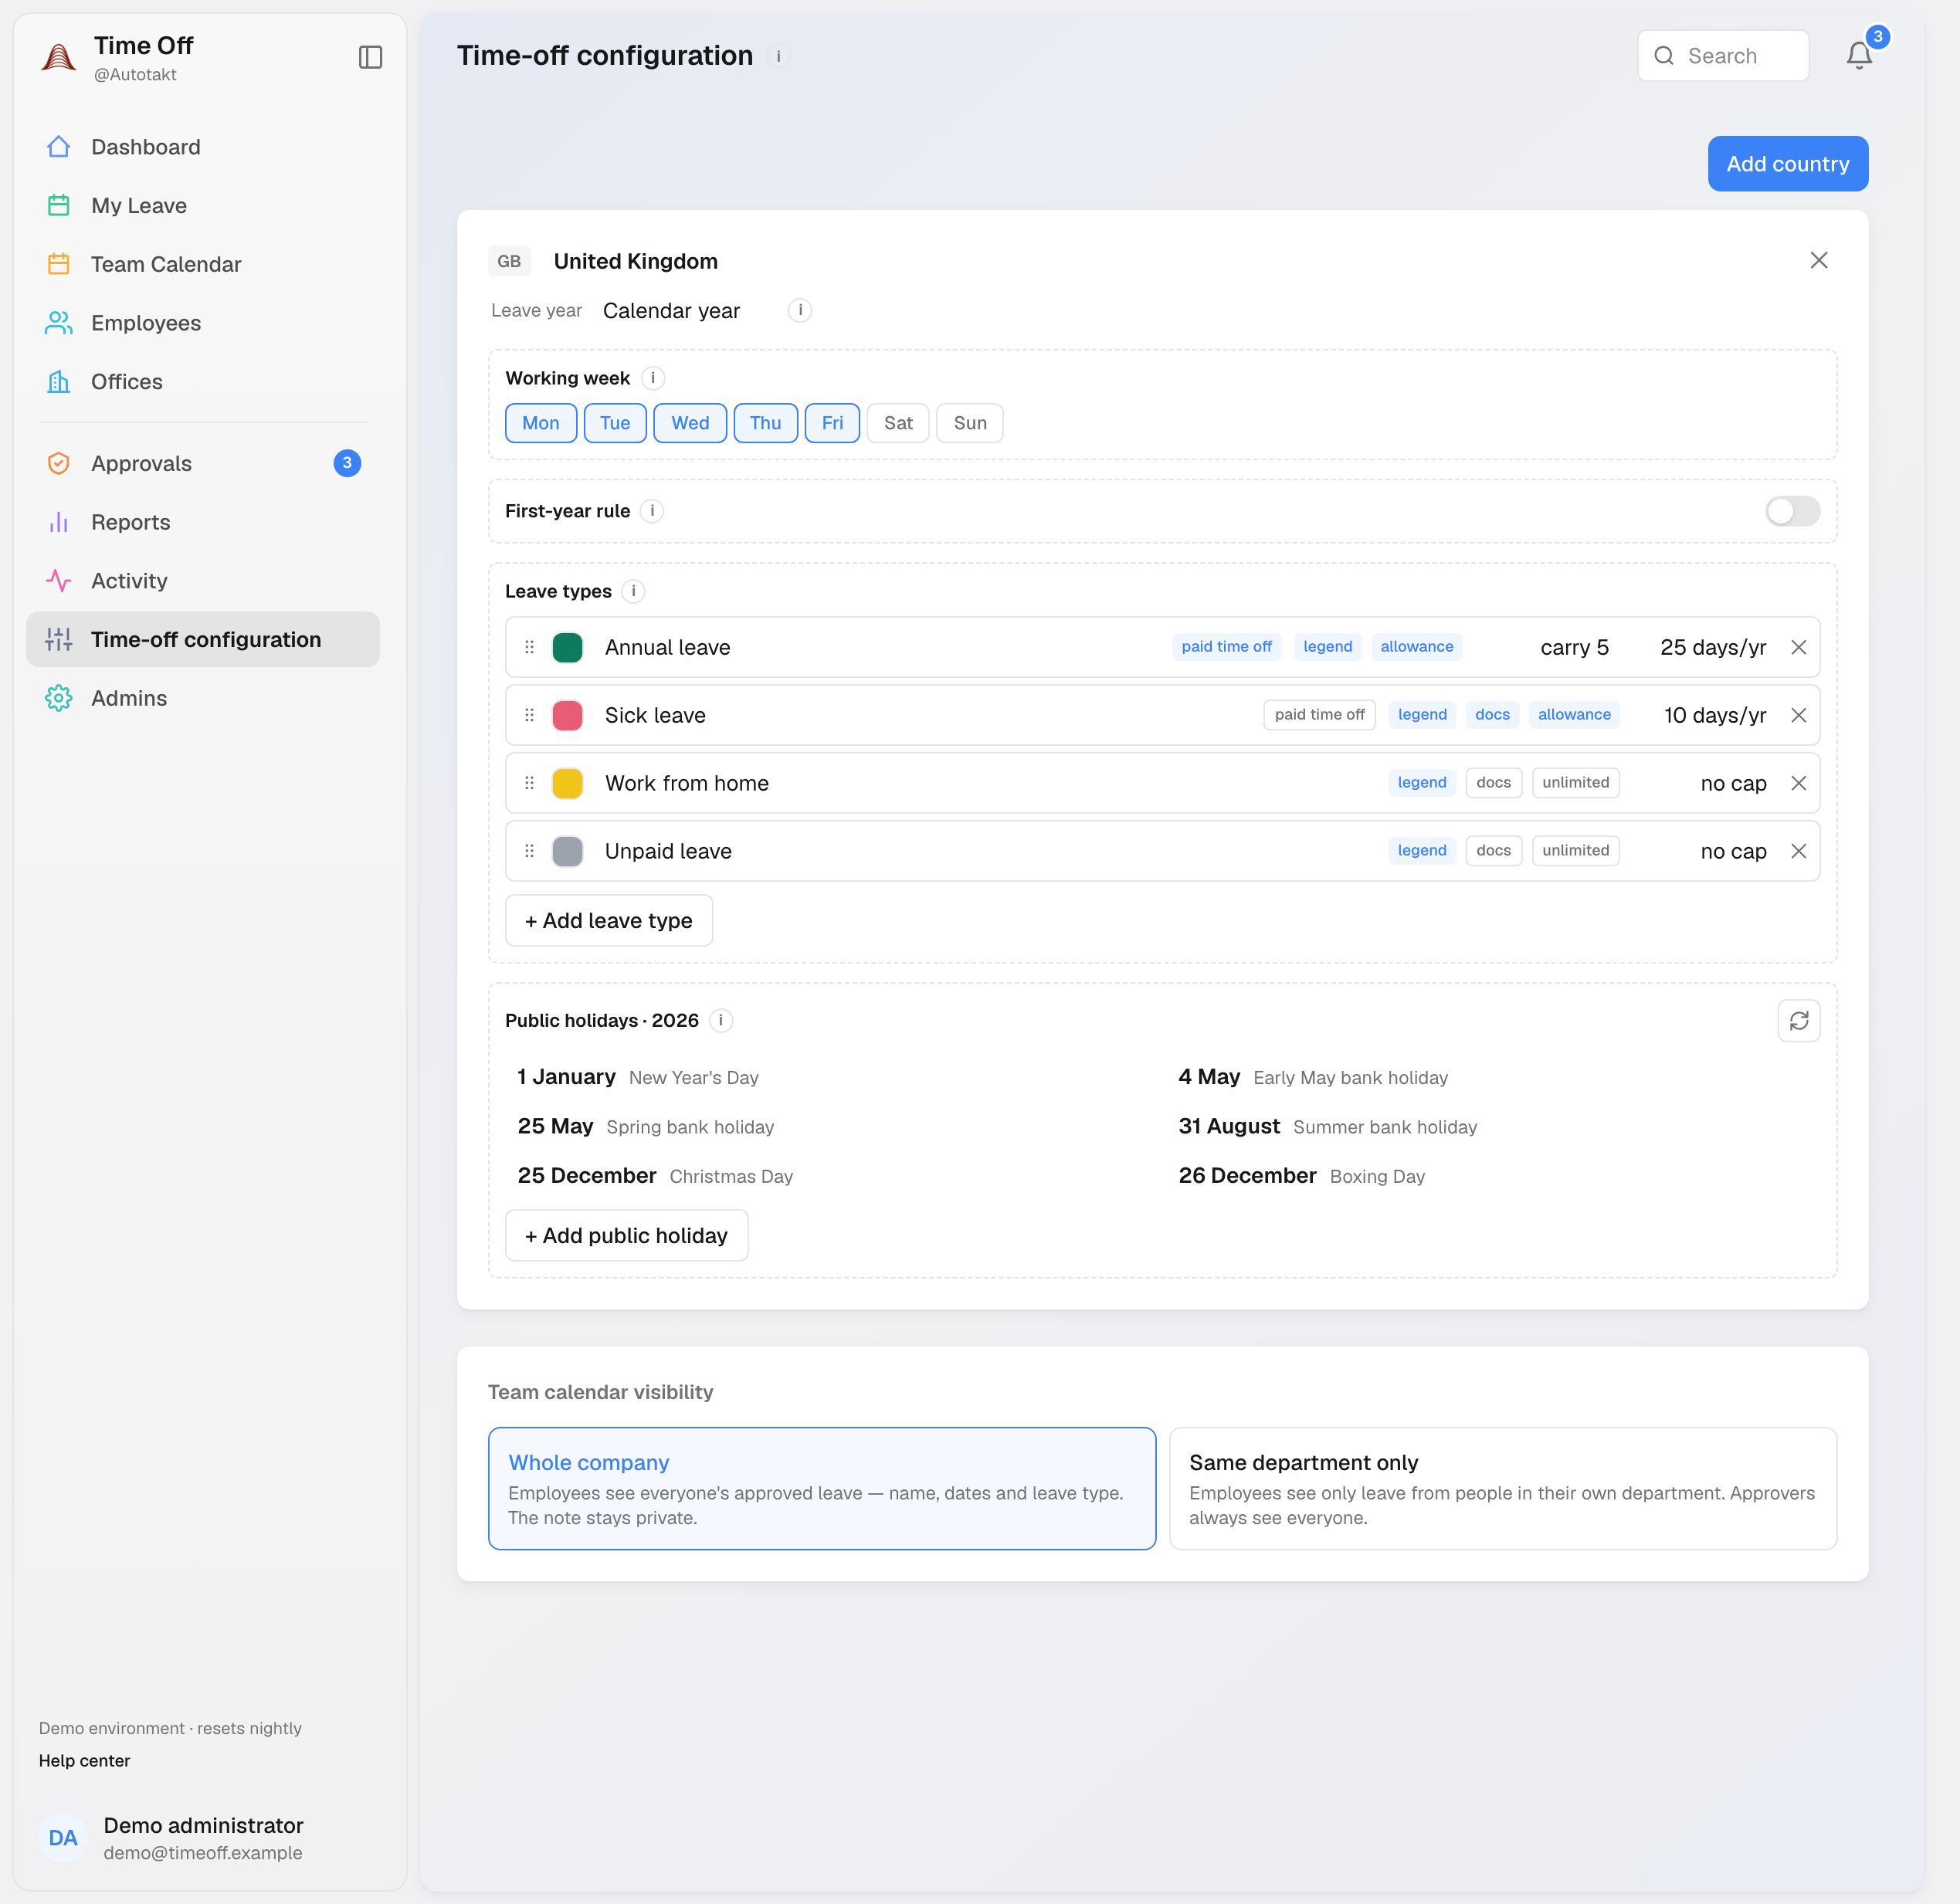 Time Off
@Autotakt
Dashboard
My Leave
Team Calendar
Employees
Offices
Approvals 3
Reports
Activity
Time-off configuration
Admins
Demo environment · resets nightly
Help center
DA
Demo administrator
demo@timeoff.example
Time-off configuration i
Search
3
Add country
GB United Kingdom
Leave year Calendar year i
Working week i
Mon Tue Wed Thu Fri Sat Sun
First-year rule i
Leave types i
Annual leave paid time off legend allowance carry 5 25 days/yr
Sick leave paid time off legend docs allowance 10 days/yr
Work from home legend docs unlimited no cap
Unpaid leave legend docs unlimited no cap
+ Add leave type
Public holidays · 2026 i
1 January New Year's Day 4 May Early May bank holiday
25 May Spring bank holiday 31 August Summer bank holiday
25 December Christmas Day 26 December Boxing Day
+ Add public holiday
Team calendar visibility
Whole company
Employees see everyone's approved leave — name, dates and leave type.
The note stays private.
Same department only
Employees see only leave from people in their own department. Approvers
always see everyone.